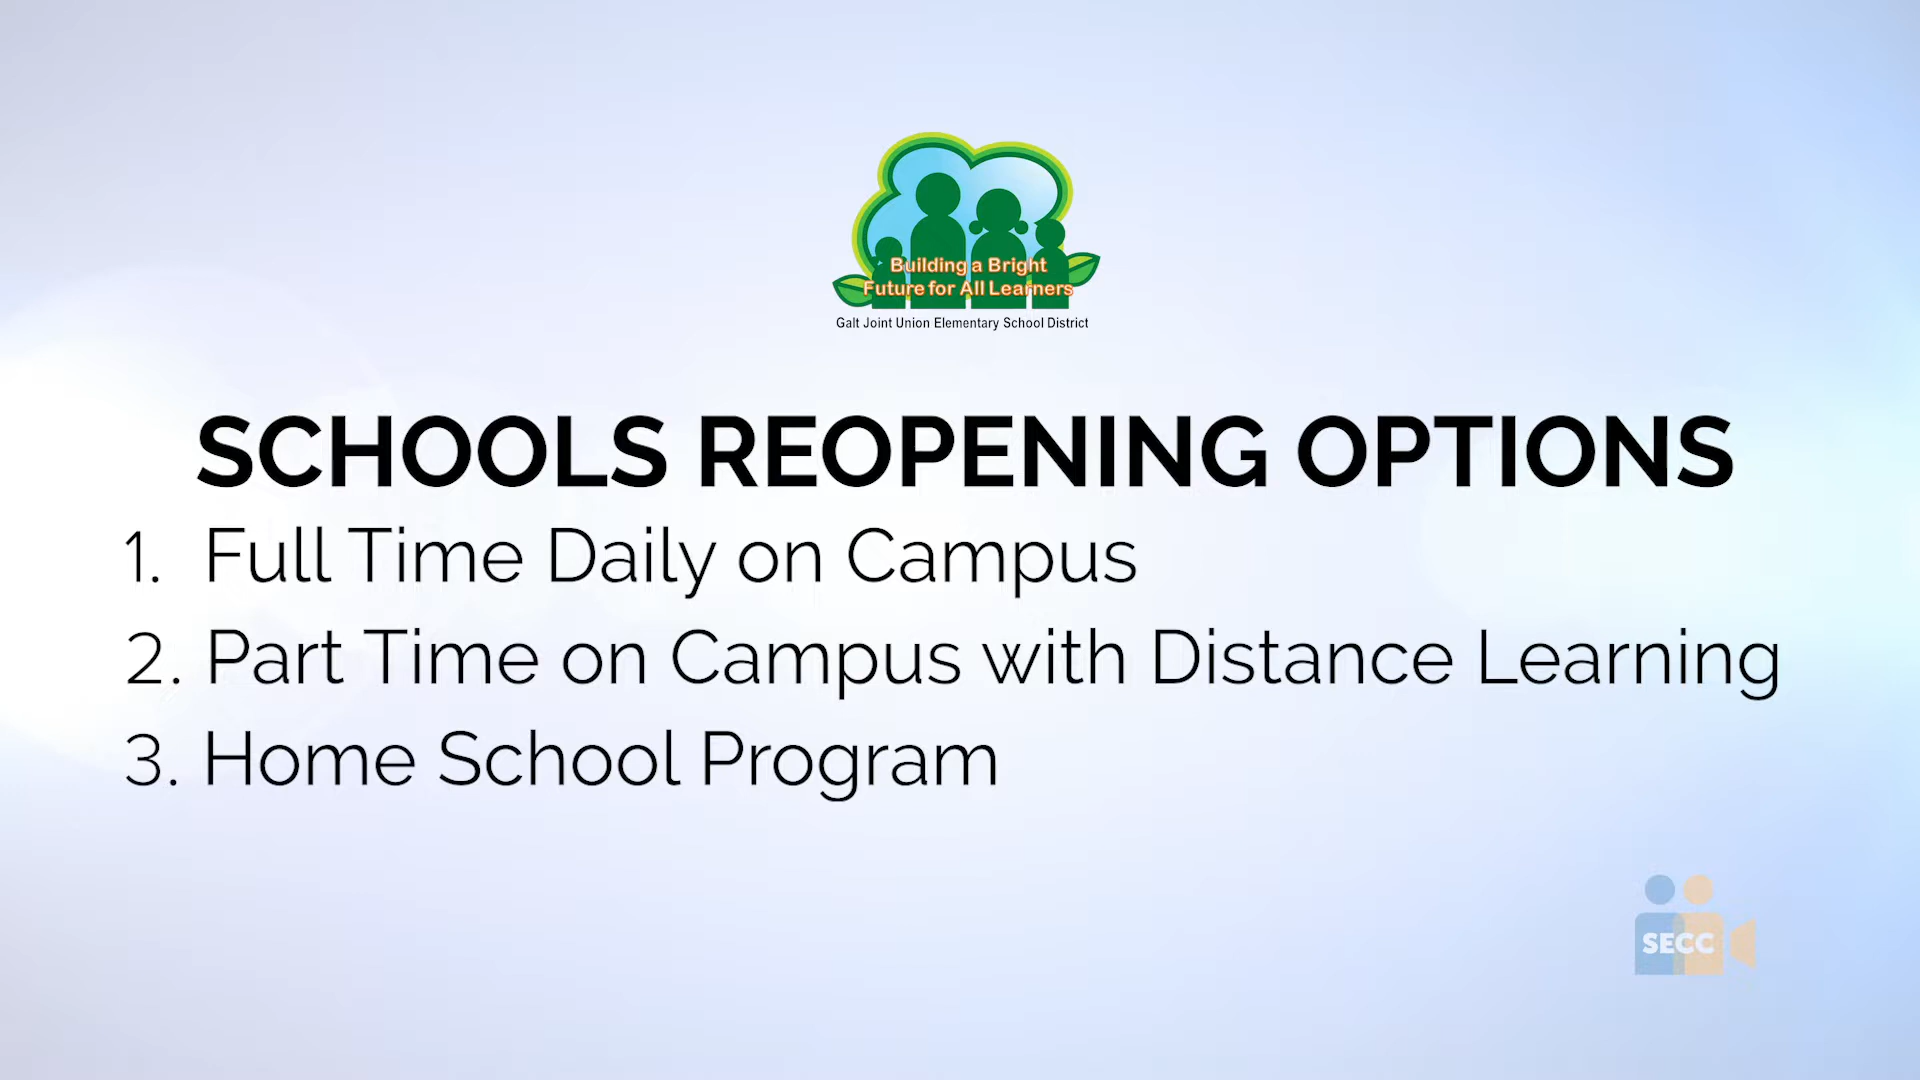 Building a Bright
Future for All Learners
Galt Joint Union Elementary School District
SCHOOLS REOPENING OPTIONS
1. Full Time Daily on Campus
2. Part Time on Campus with Distance Learning
3. Home School Program
SECC